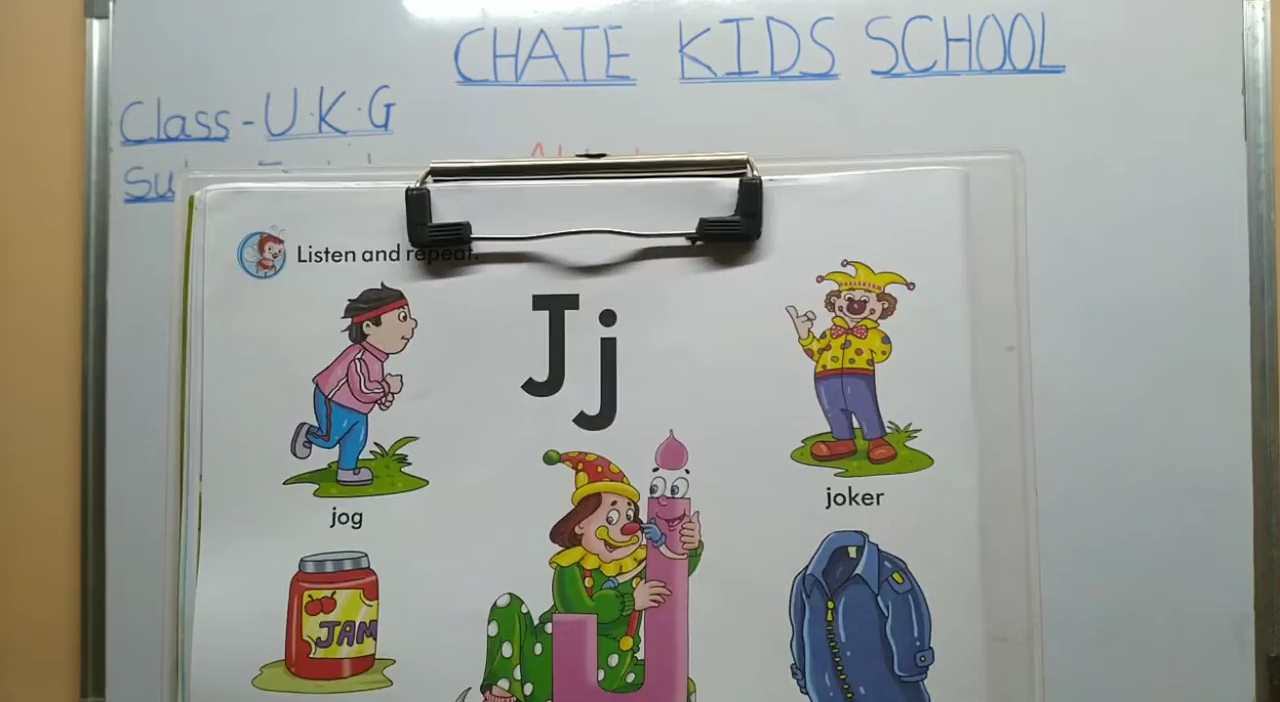 CHATE KIDS SCHOOL
Class - U.K.G
Listen and repeat.
Jj
jog
joker
JAM